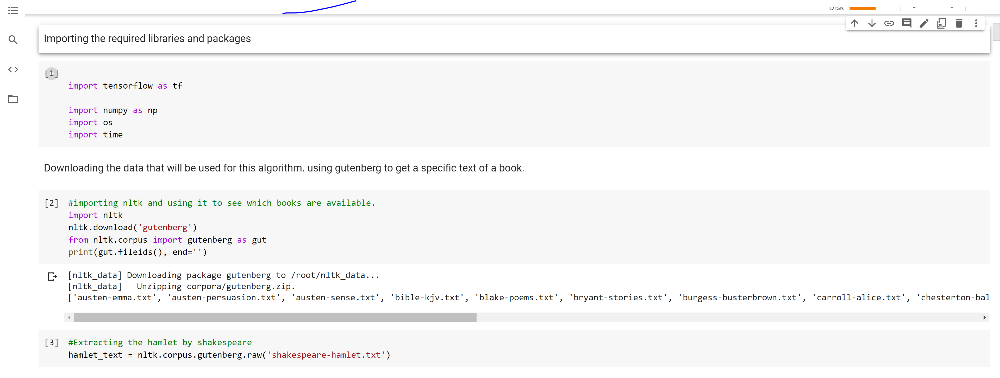 Disk
Importing the required libraries and packages
[1]
import tensorflow as tf
import numpy as np
import os
import time
Downloading the data that will be used for this algorithm. using gutenberg to get a specific text of a book.
[2] #importing nltk and using it to see which books are available.
import nltk
nltk.download('gutenberg')
from nltk.corpus import gutenberg as gut
print(gut.fileids(), end='')
[nltk_data] Downloading package gutenberg to /root/nltk_data...
[nltk_data]   Unzipping corpora/gutenberg.zip.
['austen-emma.txt', 'austen-persuasion.txt', 'austen-sense.txt', 'bible-kjv.txt', 'blake-poems.txt', 'bryant-stories.txt', 'burgess-busterbrown.txt', 'carroll-alice.txt', 'chesterton-bal
[3] #Extracting the hamlet by shakespeare
hamlet_text = nltk.corpus.gutenberg.raw('shakespeare-hamlet.txt')